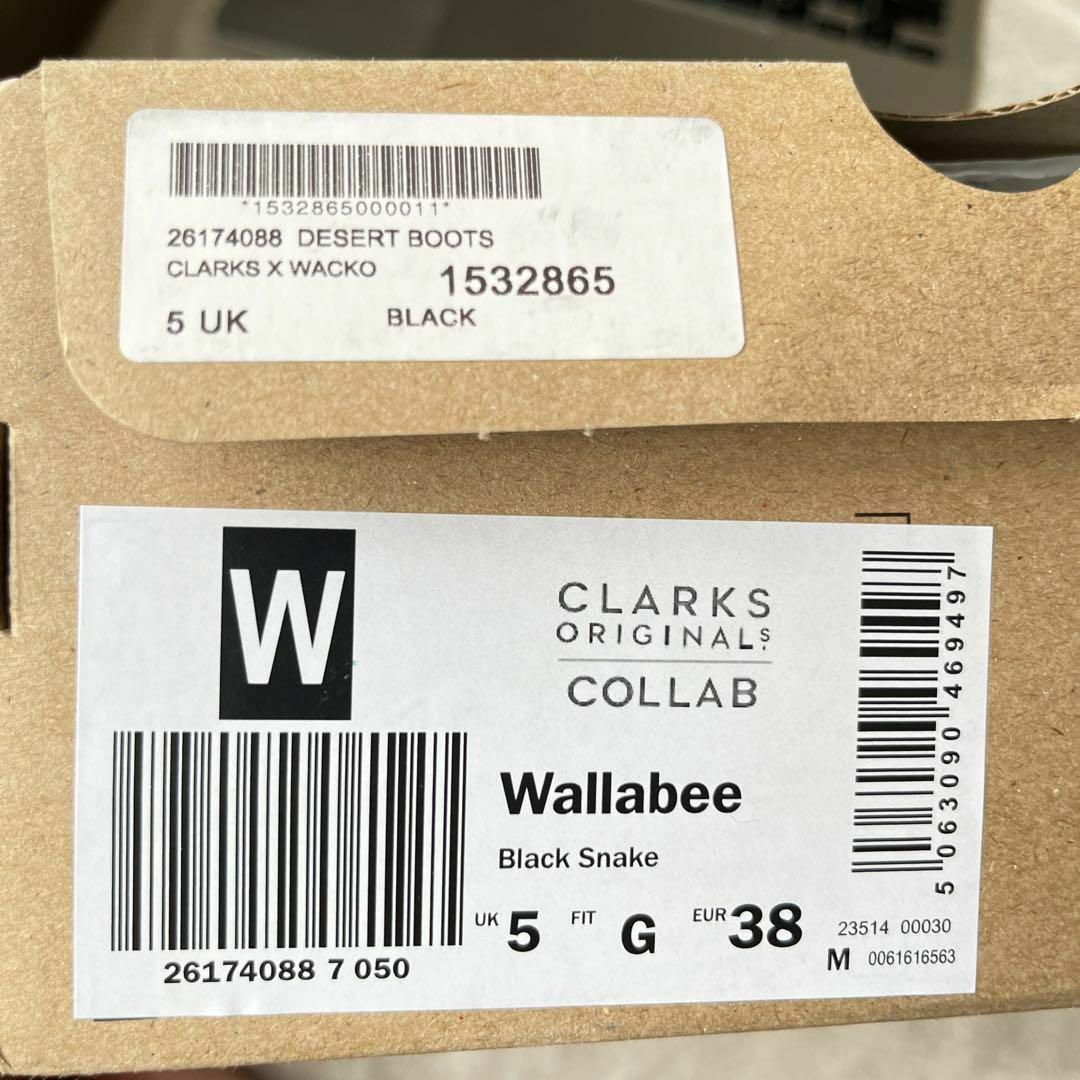 *1532865000011*
26174088 DESERT BOOTS
CLARKS X WACKO 1532865
5 UK BLACK
W
CLARKS
ORIGINALS.
COLLAB
Wallabee
Black Snake
UK 5 FIT G EUR 38
26174088 7 050
5 063090 469497
23514 00030
M 0061616563